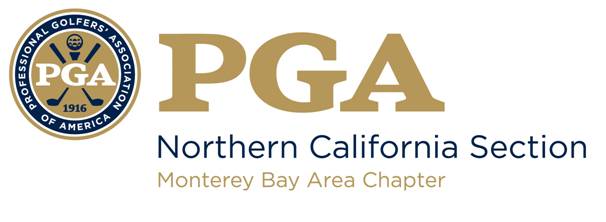 PROFESSIONAL GOLFERS' ASSOCIATION
OF AMERICA
PGA
1916
PGA
Northern California Section
Monterey Bay Area Chapter